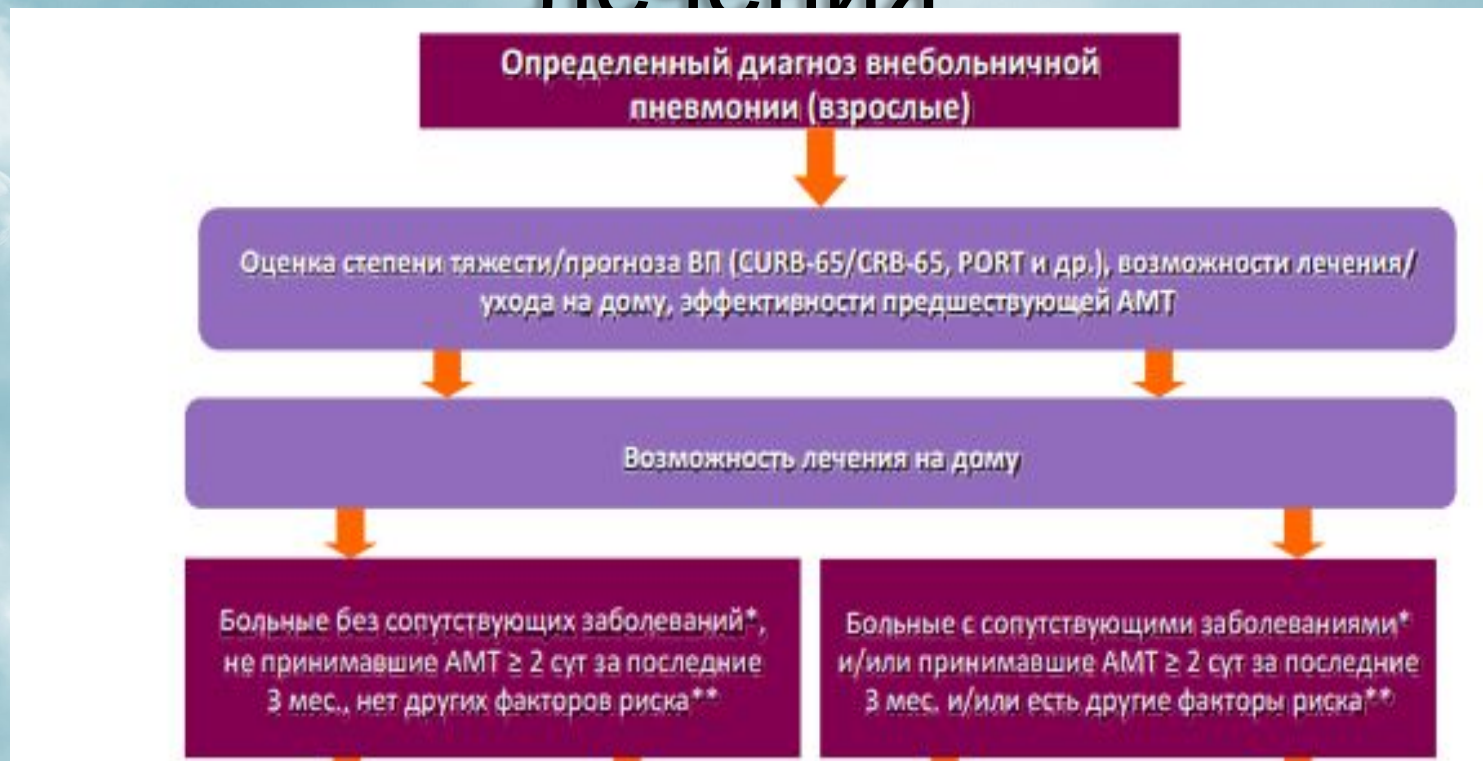 Определенный диагноз внебольничной
пневмонии (взрослые)
Оценка степени тяжести/прогноза ВП (CURB-65/CRB-65, PORT и др.), возможности лечения/
ухода на дому, эффективности предшествующей АМТ
Возможность лечения на дому
Больные без сопутствующих заболеваний*,
не принимавшие АМТ ≥ 2 сут за последние
3 мес., нет других факторов риска**
Больные с сопутствующими заболеваниями*
и/или принимавшие АМТ ≥ 2 сут за последние
3 мес. и/или есть другие факторы риска**